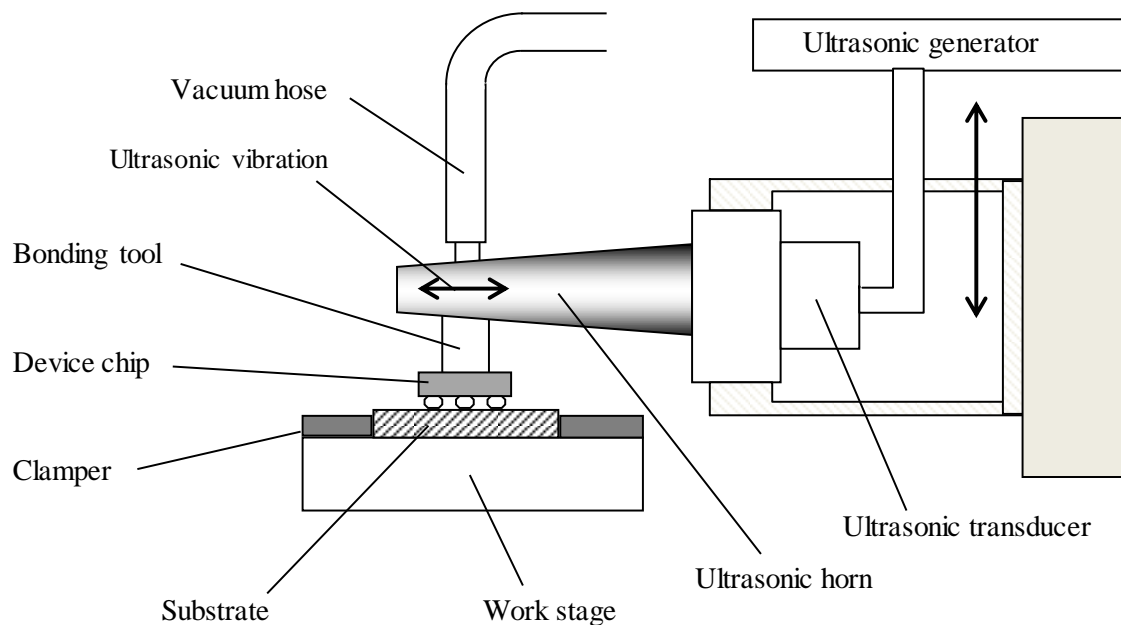 Ultrasonic generator
Vacuum hose
Ultrasonic vibration
Bonding tool
Device chip
Clamper
Ultrasonic transducer
Ultrasonic horn
Substrate
Work stage